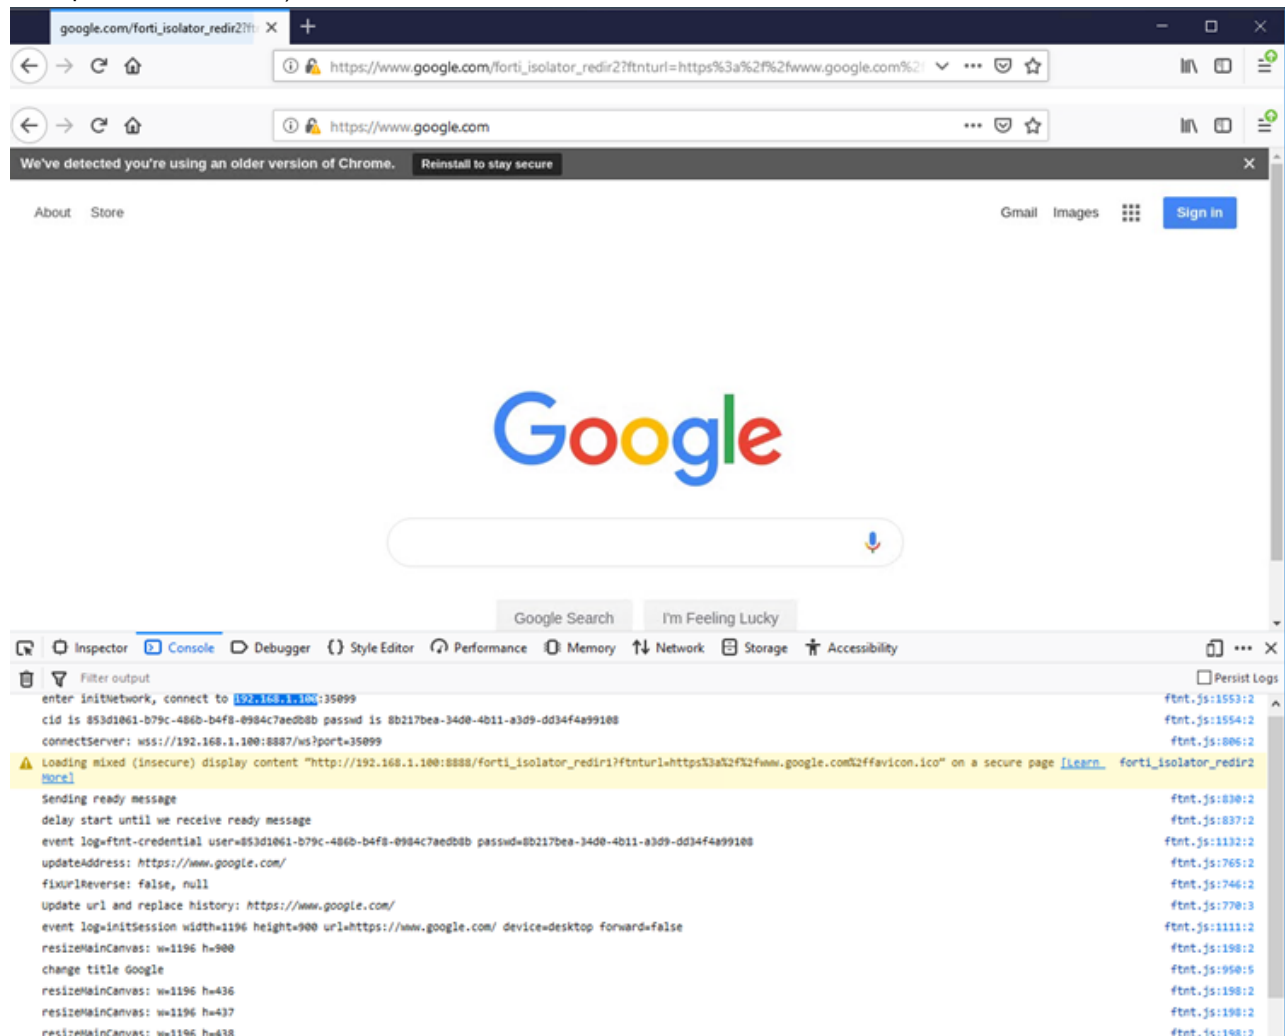 google.com/forti_isolator_redir2?ft
https://www.google.com/forti_isolator_redir2?ftnturl=https%3a%2f%2fwww.google.com%2f
https://www.google.com
We've detected you're using an older version of Chrome. Reinstall to stay secure
About Store Gmail Images Sign in
Google
Google Search I'm Feeling Lucky
Inspector Console Debugger {} Style Editor Performance Memory Network Storage Accessibility
Filter output Persist Logs
enter initNetwork, connect to 192.168.1.100:35099 ftnt.js:1553:2
cid is 853d1061-b79c-486b-b4f8-0984c7aedb8b passwd is 8b217bea-34d0-4b11-a3d9-dd34f4a99108 ftnt.js:1554:2
connectServer: wss://192.168.1.100:8887/ws?port=35099 ftnt.js:806:2
Loading mixed (insecure) display content "http://192.168.1.100:8888/forti_isolator_redir1?ftnturl=https%3a%2f%2fwww.google.com%2ffavicon.ico" on a secure page [Learn forti_isolator_redir2
More]
Sending ready message ftnt.js:830:2
delay start until we receive ready message ftnt.js:837:2
event log=ftnt-credential user=853d1061-b79c-486b-b4f8-0984c7aedb8b passwd=8b217bea-34d0-4b11-a3d9-dd34f4a99108 ftnt.js:1132:2
updateAddress: https://www.google.com/ ftnt.js:765:2
fixUrlReverse: false, null ftnt.js:746:2
Update url and replace history: https://www.google.com/ ftnt.js:770:3
event log=initSession width=1196 height=900 url=https://www.google.com/ device=desktop forward=false ftnt.js:1111:2
resizeMainCanvas: w=1196 h=900 ftnt.js:198:2
change title Google ftnt.js:950:5
resizeMainCanvas: w=1196 h=436 ftnt.js:198:2
resizeMainCanvas: w=1196 h=437 ftnt.js:198:2
resizeMainCanvas: w=1196 h=438 ftnt.js:198:2